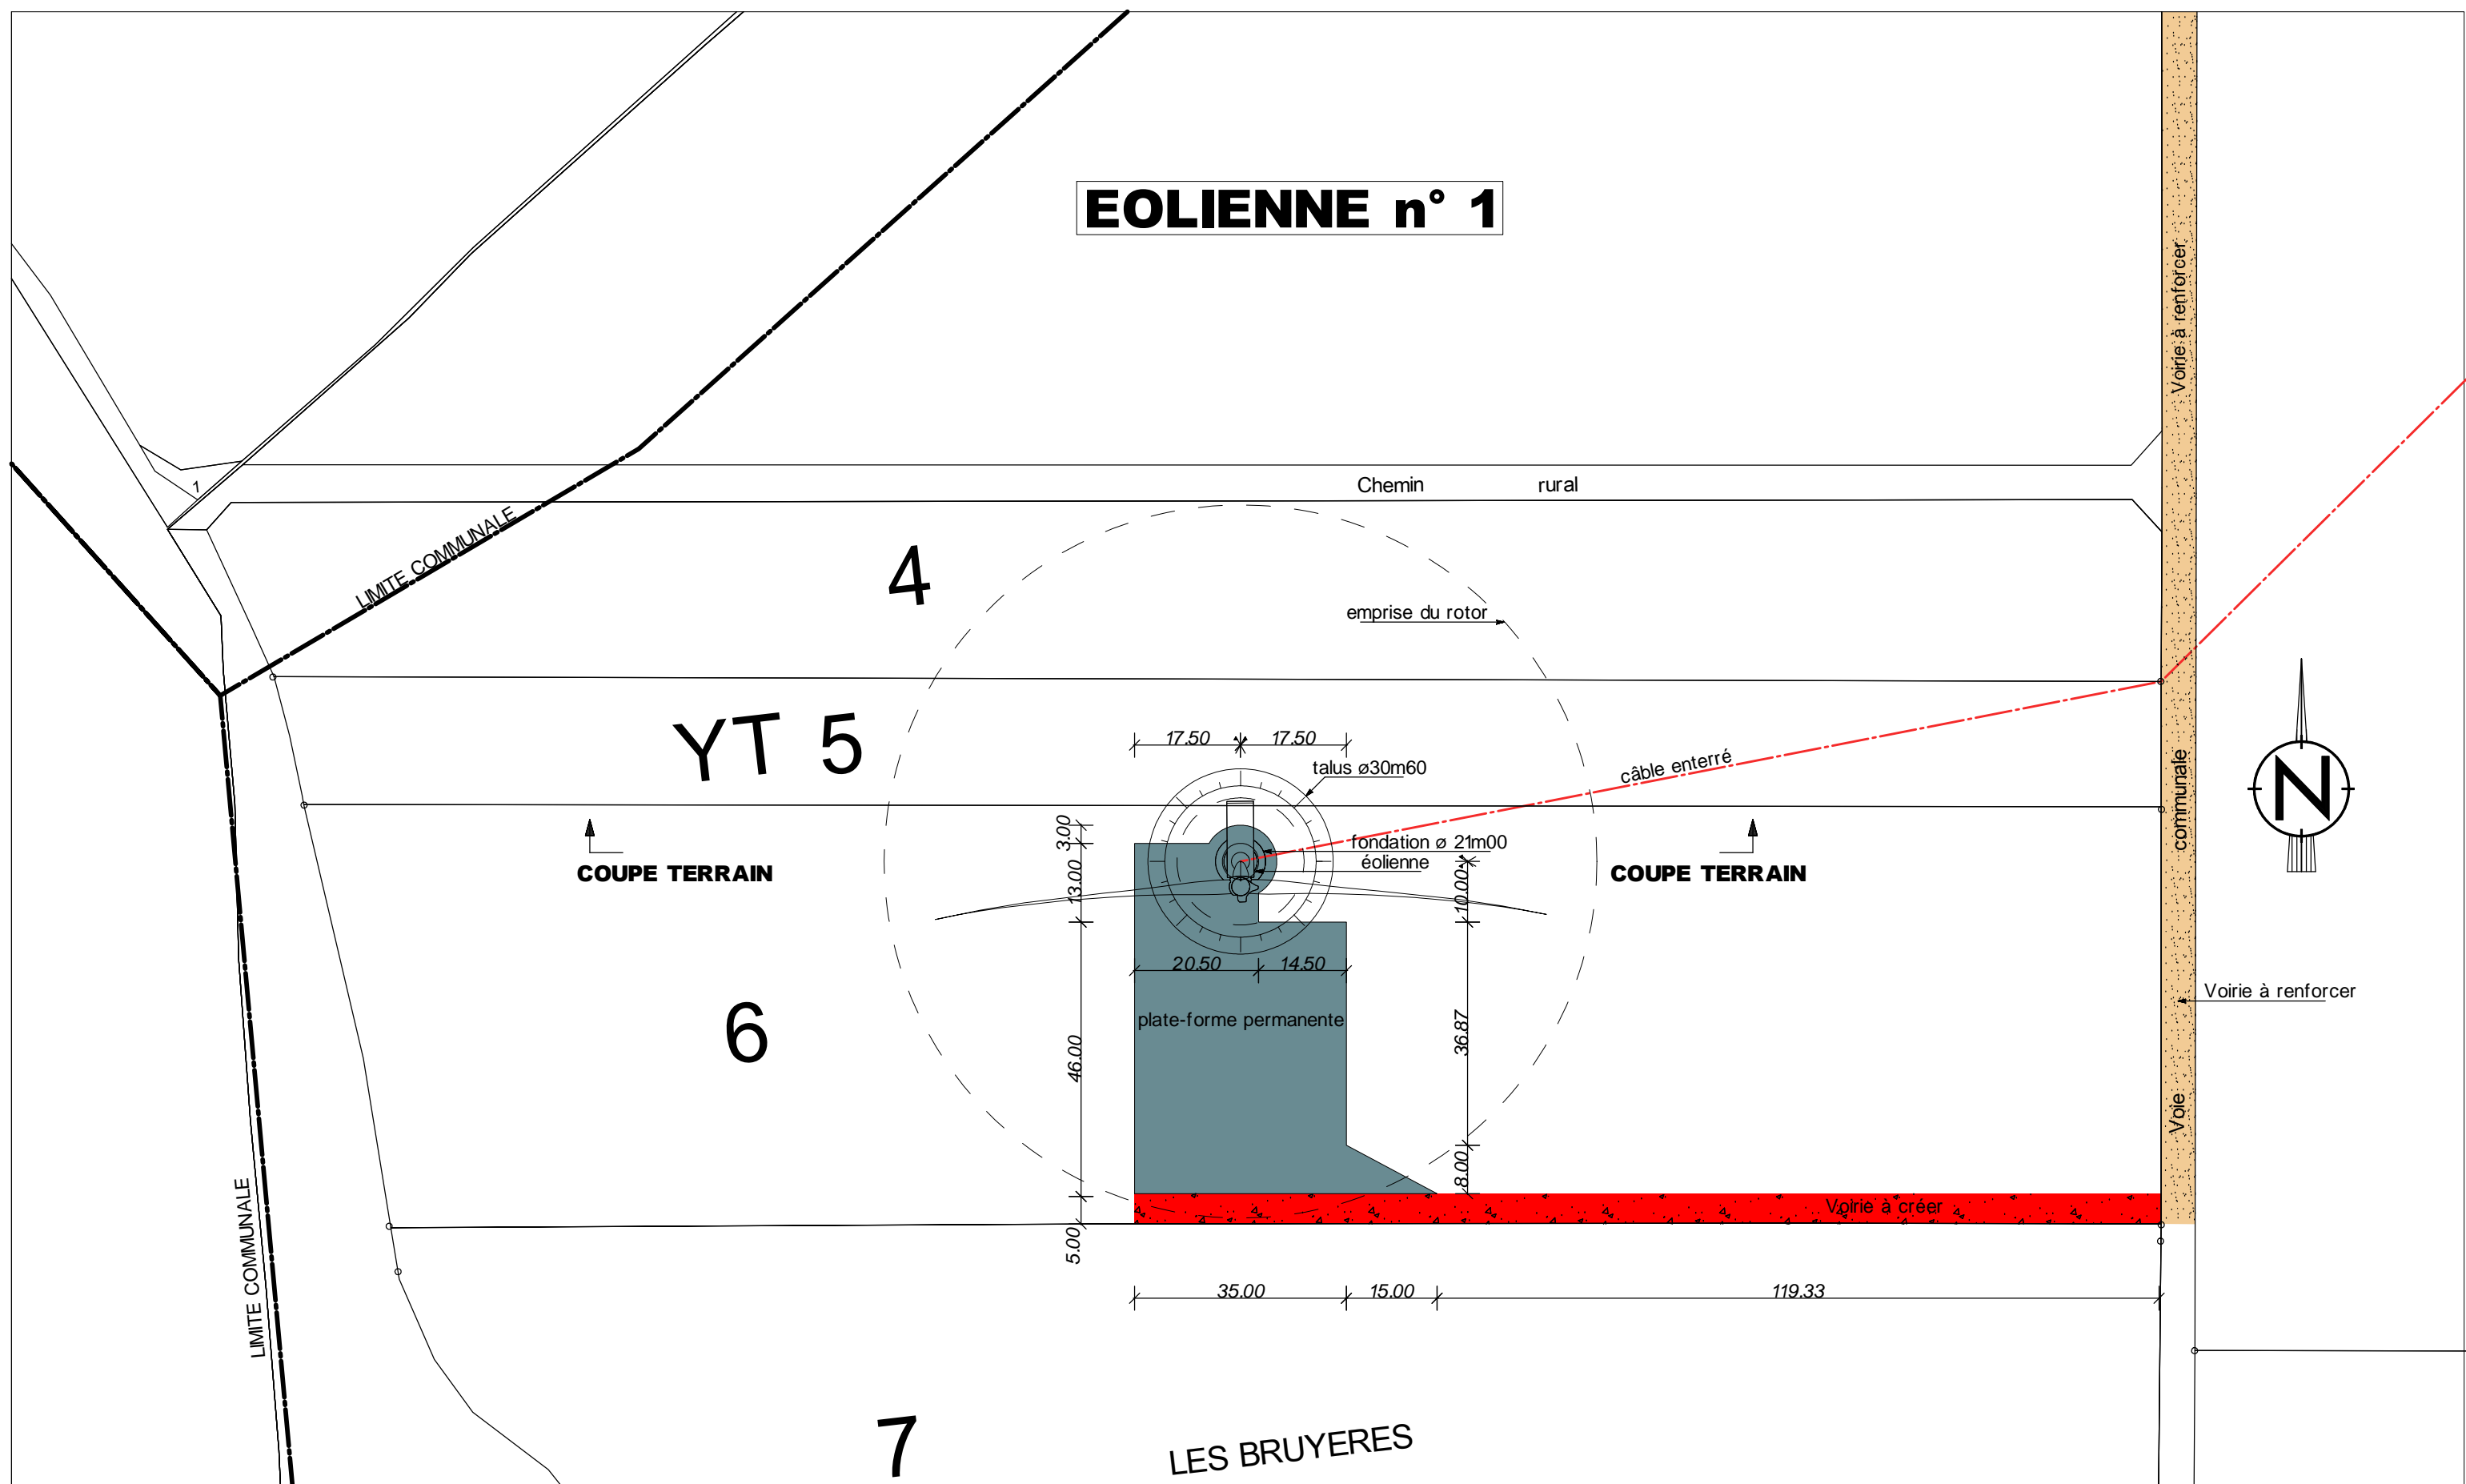 EOLIENNE n° 1
Voirie à renforcer
Chemin rural
1
LIMITE COMMUNALE
4
emprise du rotor
YT 5
17.50 17.50
talus ø30m60
câble enterré
communale
N
3.00
fondation ø 21m00
éolienne
COUPE TERRAIN
COUPE TERRAIN
13.00
10.00
20.50 14.50
Voirie à renforcer
plate-forme permanente
6
46.00
36.87
Voie
8.00
Voirie à créer
LIMITE COMMUNALE
5.00
35.00 15.00 119.33
7
LES BRUYERES